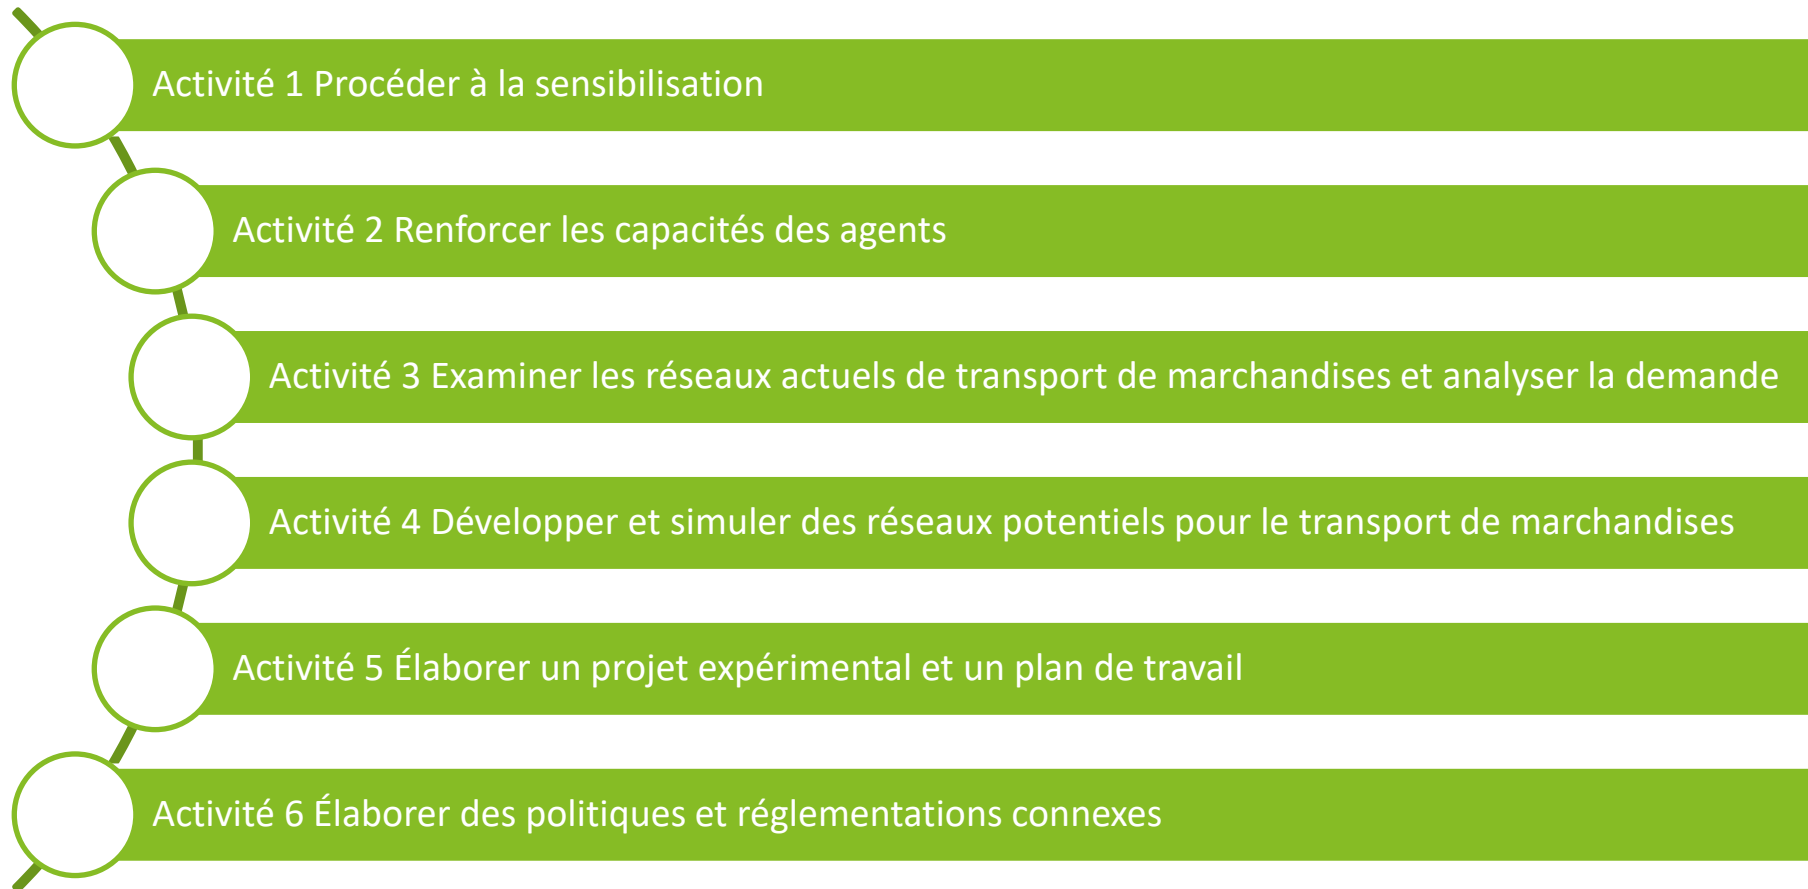 Activité 1 Procéder à la sensibilisation
Activité 2 Renforcer les capacités des agents
Activité 3 Examiner les réseaux actuels de transport de marchandises et analyser la demande
Activité 4 Développer et simuler des réseaux potentiels pour le transport de marchandises
Activité 5 Élaborer un projet expérimental et un plan de travail
Activité 6 Élaborer des politiques et réglementations connexes